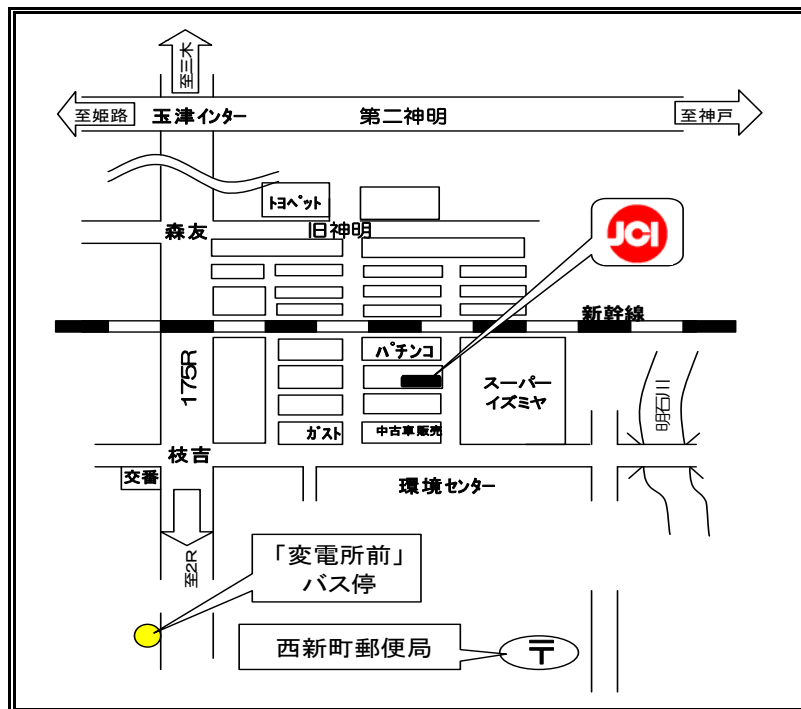 至三木
至姫路
玉津インター
第二神明
至神戸
トヨペット
森友
旧神明
JCI
新幹線
175R
パチンコ
スーパー
イズミヤ
明石川
ガスト
中古車販売
枝吉
交番
環境センター
至2R
「変電所前」
バス停
西新町郵便局
〒